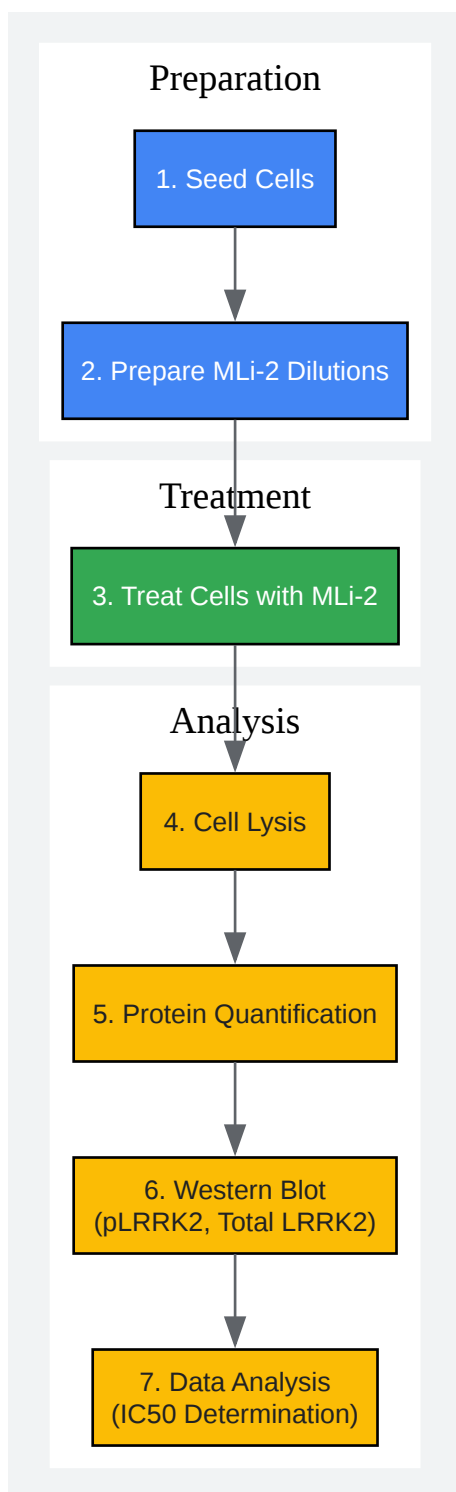 Preparation
1. Seed Cells
2. Prepare MLi-2 Dilutions
Treatment
3. Treat Cells with MLi-2
Analysis
4. Cell Lysis
5. Protein Quantification
6. Western Blot
(pLRRK2, Total LRRK2)
7. Data Analysis
(IC50 Determination)